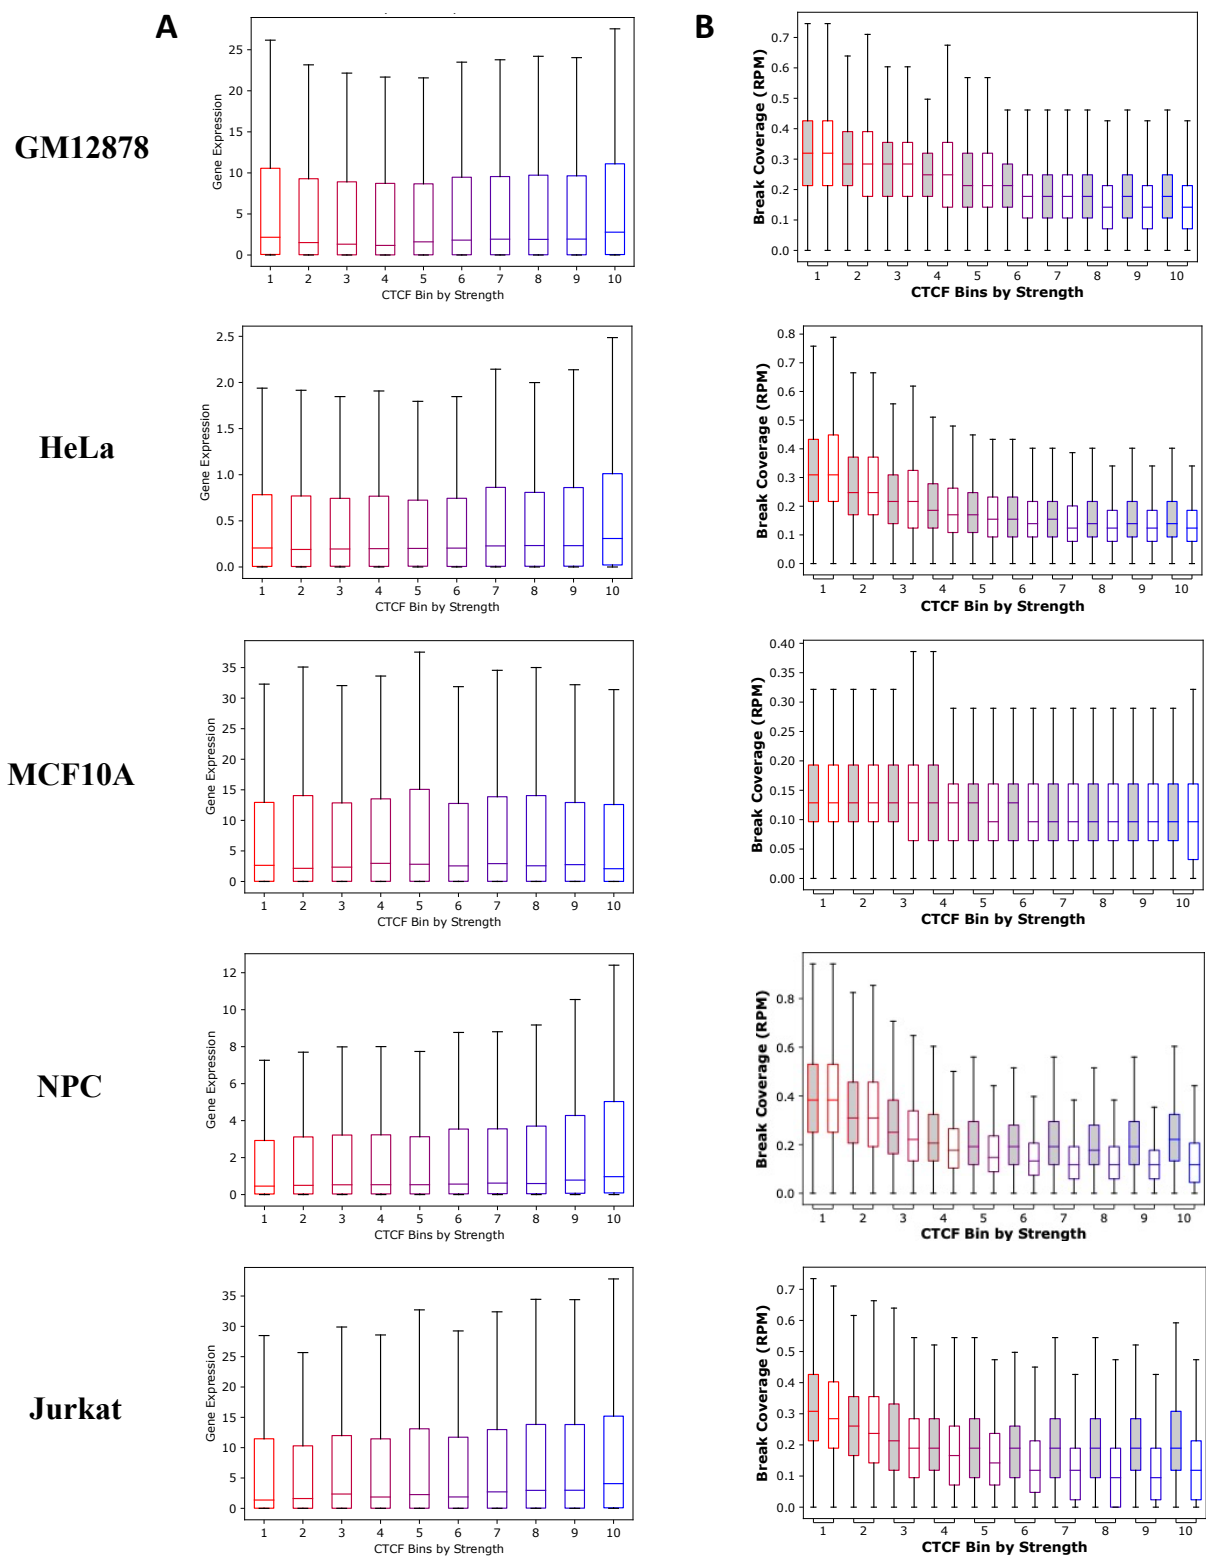 A
B
GM12878
Gene Expression
25
20
15
10
5
0
1 2 3 4 5 6 7 8 9 10
CTCF Bin by Strength
Break Coverage (RPM)
0.7
0.6
0.5
0.4
0.3
0.2
0.1
0.0
1 2 3 4 5 6 7 8 9 10
CTCF Bins by Strength
HeLa
Gene Expression
2.5
2.0
1.5
1.0
0.5
0.0
1 2 3 4 5 6 7 8 9 10
CTCF Bin by Strength
Break Coverage (RPM)
0.8
0.7
0.6
0.5
0.4
0.3
0.2
0.1
0.0
1 2 3 4 5 6 7 8 9 10
CTCF Bins by Strength
MCF10A
Gene Expression
35
30
25
20
15
10
5
0
1 2 3 4 5 6 7 8 9 10
CTCF Bin by Strength
Break Coverage (RPM)
0.40
0.35
0.30
0.25
0.20
0.15
0.10
0.05
0.00
1 2 3 4 5 6 7 8 9 10
CTCF Bin by Strength
NPC
Gene Expression
12
10
8
6
4
2
0
1 2 3 4 5 6 7 8 9 10
CTCF Bins by Strength
Break Coverage (RPM)
0.8
0.6
0.4
0.2
0.0
1 2 3 4 5 6 7 8 9 10
CTCF Bin by Strength
Jurkat
Gene Expression
35
30
25
20
15
10
5
0
1 2 3 4 5 6 7 8 9 10
CTCF Bin by Strength
Break Coverage (RPM)
0.7
0.6
0.5
0.4
0.3
0.2
0.1
0.0
1 2 3 4 5 6 7 8 9 10
CTCF Bin by Strength